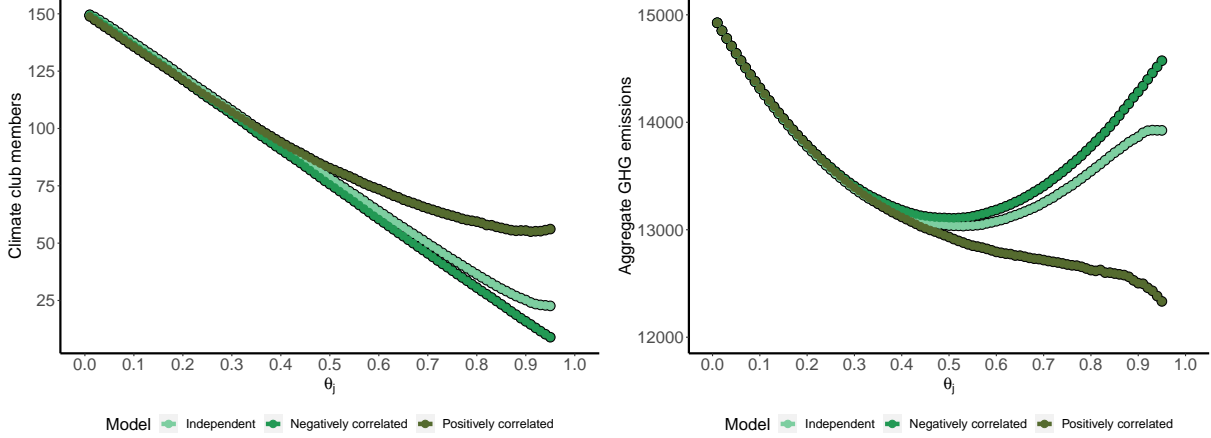 Climate club members
150
125
100
75
50
25
0.0 0.1 0.2 0.3 0.4 0.5 0.6 0.7 0.8 0.9 1.0
θj
Model Independent Negatively correlated Positively correlated
Aggregate GHG emissions
15000
14000
13000
12000
0.0 0.1 0.2 0.3 0.4 0.5 0.6 0.7 0.8 0.9 1.0
θj
Model Independent Negatively correlated Positively correlated